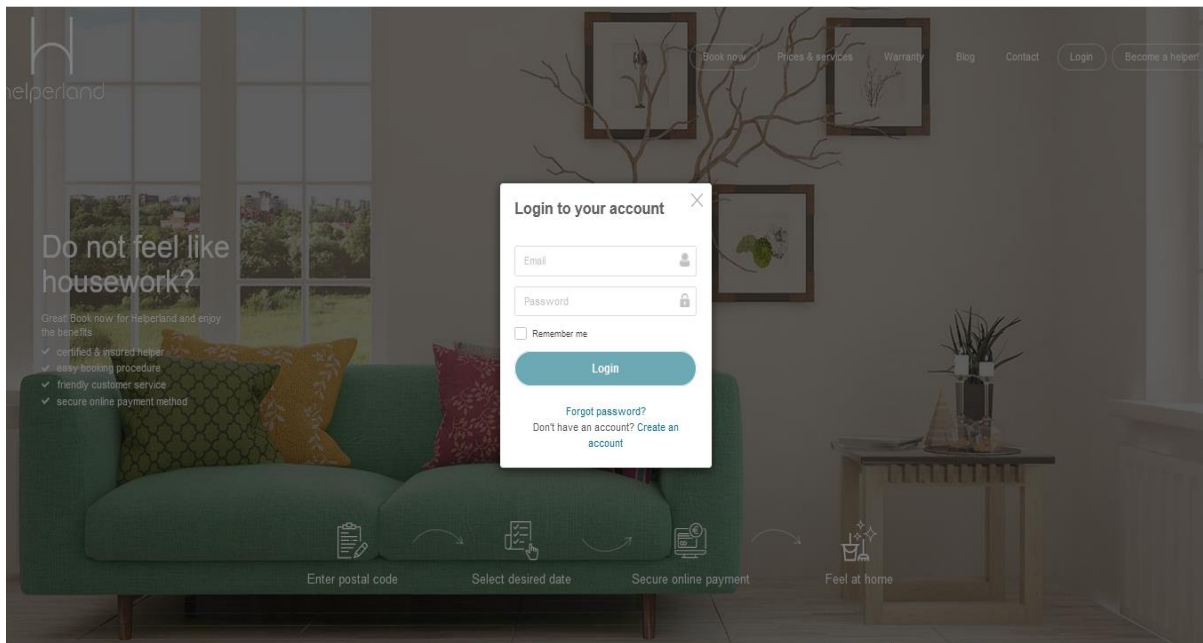 helperland
Book now
Prices & services
Warranty
Blog
Contact
Login
Become a helper!
Do not feel like
housework?
Great! Book now for Helperland and enjoy
the benefits
certified & insured helper
easy booking procedure
friendly customer service
secure online payment method
Login to your account
Email
Password
Remember me
Login
Forgot password?
Don't have an account? Create an
account
Enter postal code
Select desired date
Secure online payment
Feel at home